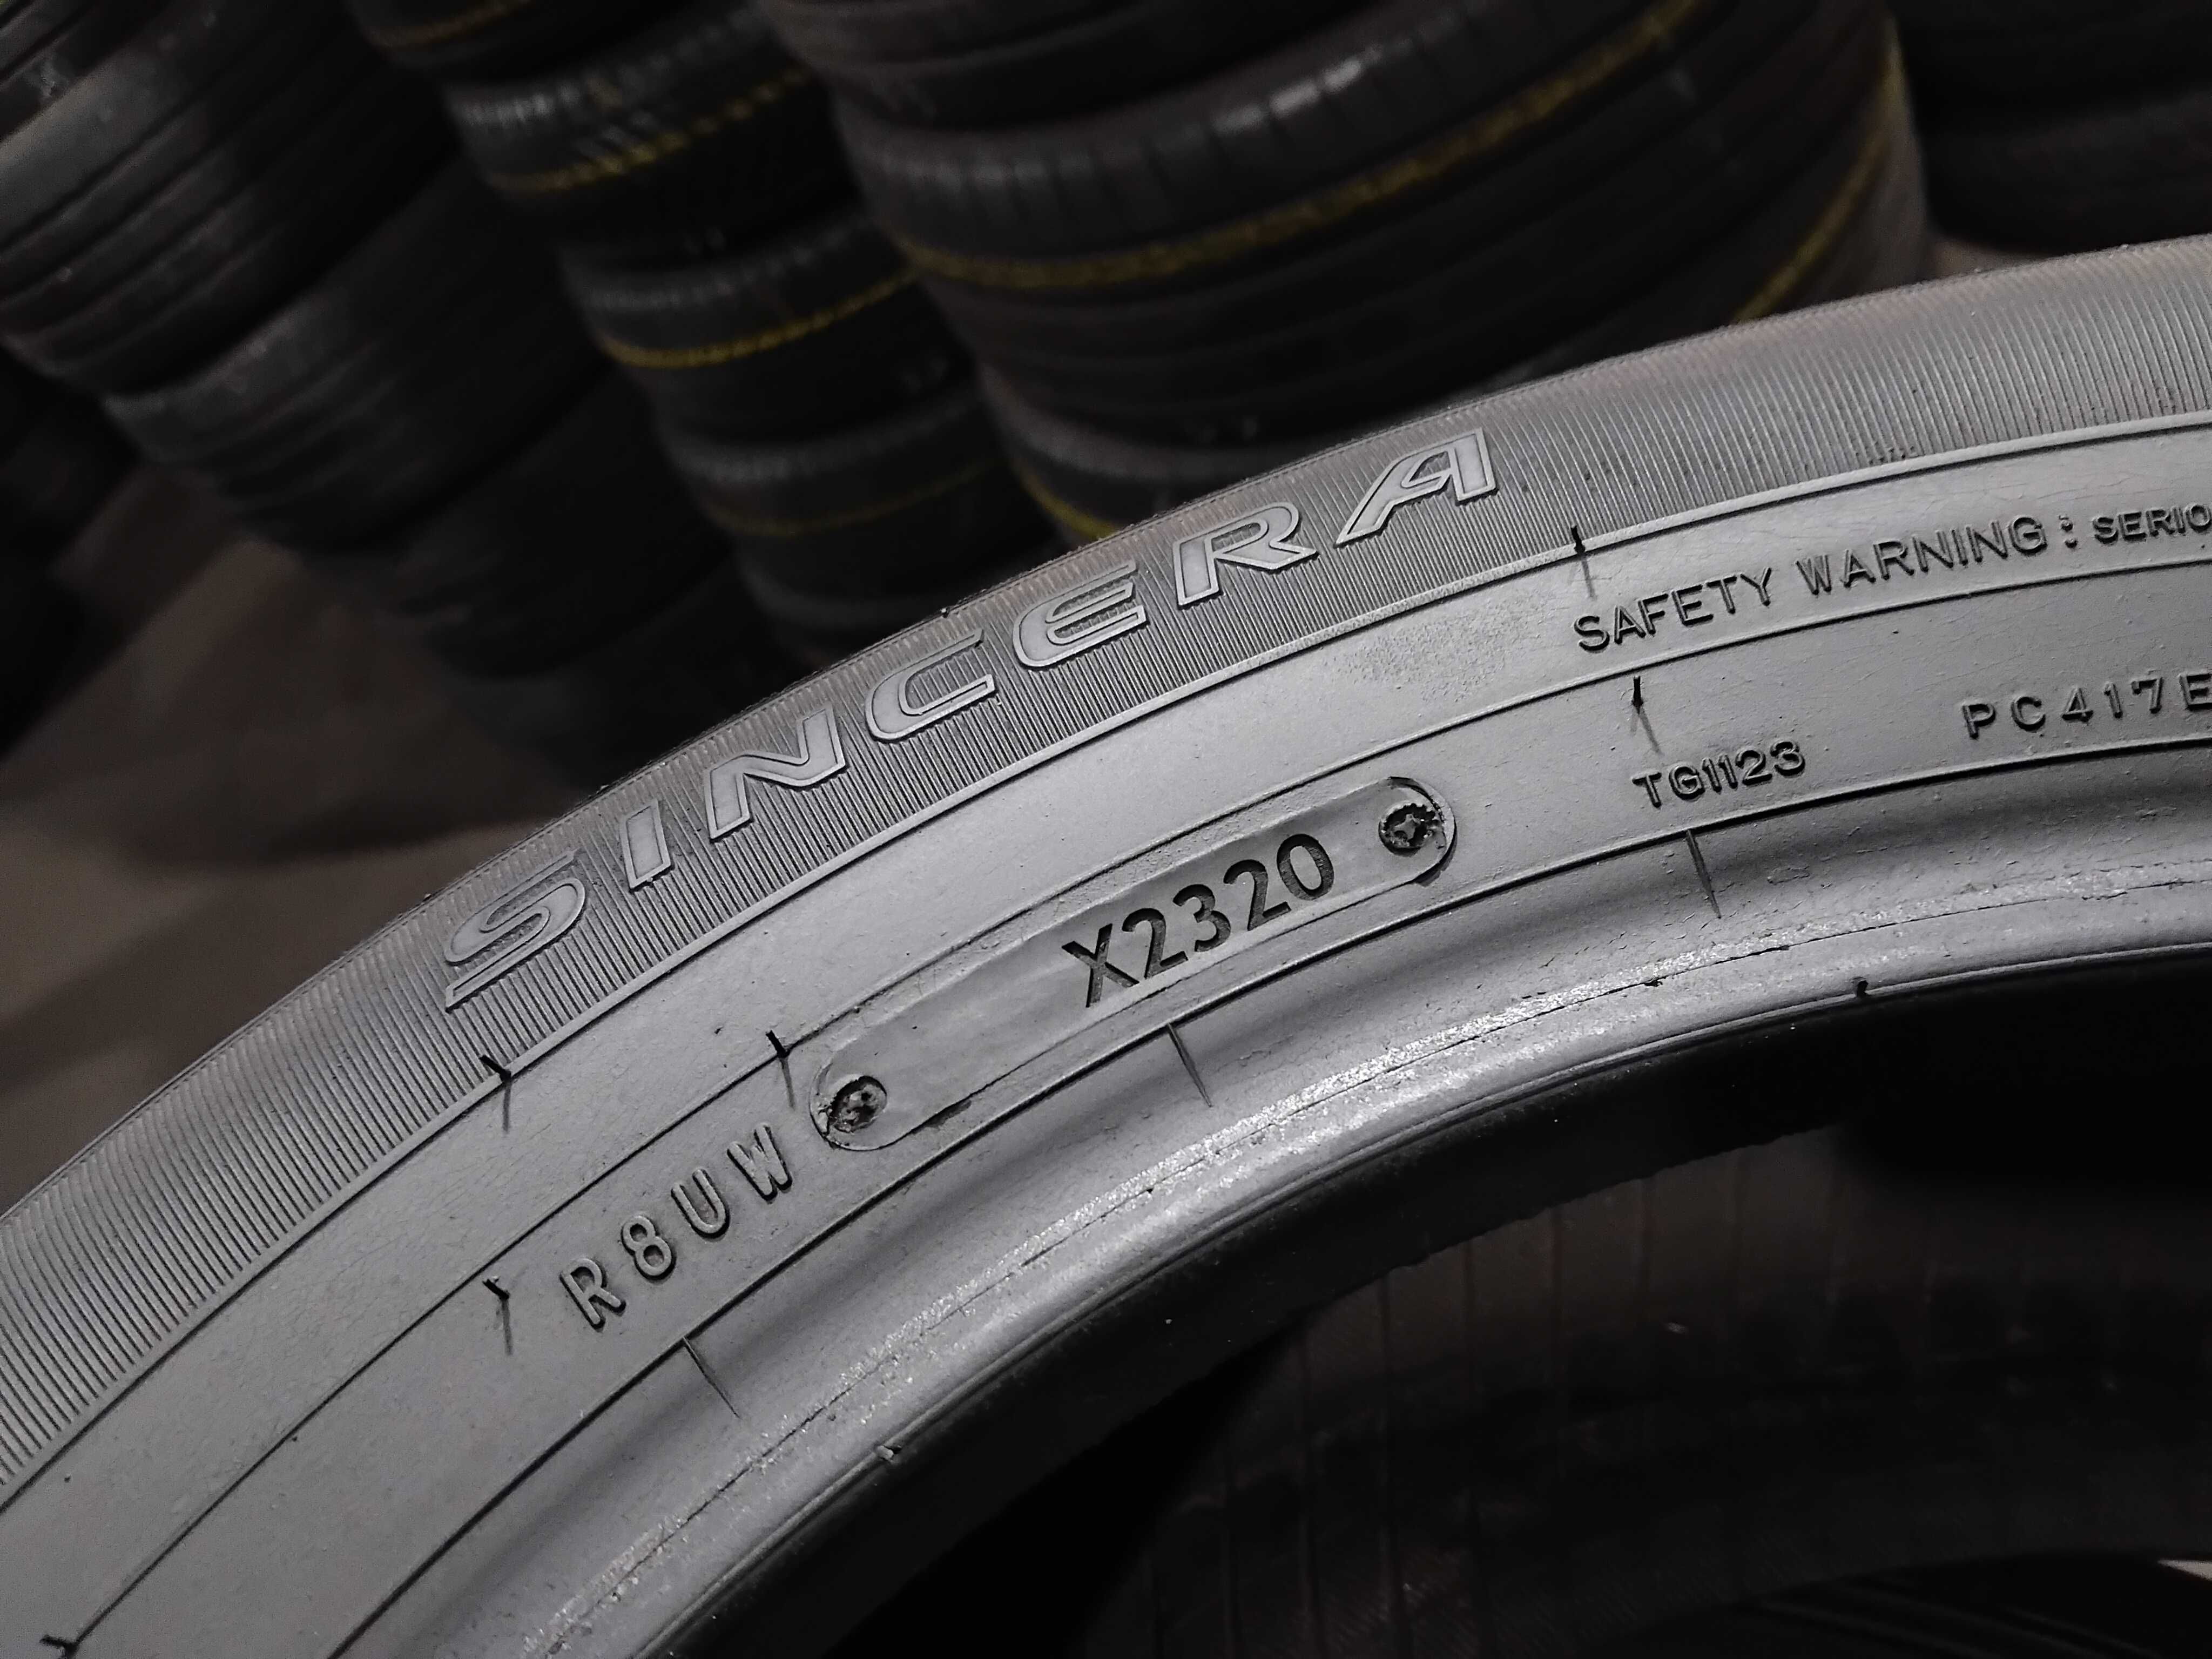 SINCERA
SAFETY WARNING: SERIO
PC417E
TG1123
X2320
R8UW